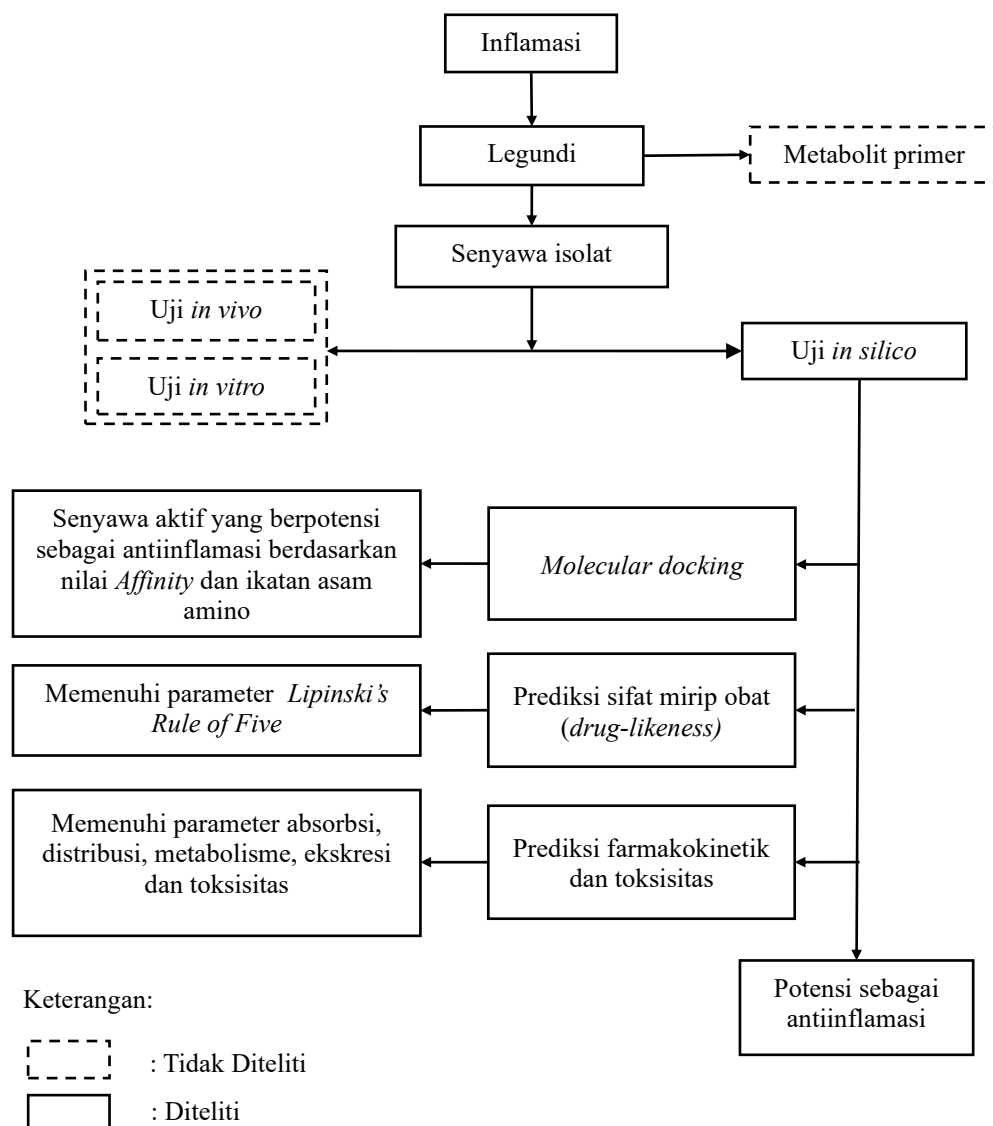 Inflamasi
Legundi
Metabolit primer
Senyawa isolat
Uji in vivo
Uji in vitro
Uji in silico
Senyawa aktif yang berpotensi
sebagai antiinflamasi berdasarkan
nilai Affinity dan ikatan asam
amino
Molecular docking
Memenuhi parameter Lipinski’s
Rule of Five
Prediksi sifat mirip obat
(drug-likeness)
Memenuhi parameter absorbsi,
distribusi, metabolisme, ekskresi
dan toksisitas
Prediksi farmakokinetik
dan toksisitas
Potensi sebagai
antiinflamasi
Keterangan:
: Tidak Diteliti
: Diteliti